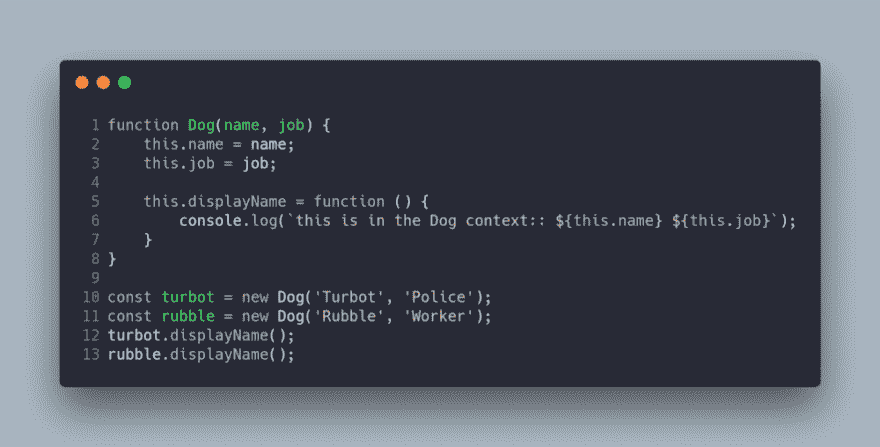 1 function Dog(name, job) {
2     this.name = name;
3     this.job = job;
4
5     this.displayName = function () {
6         console.log(`this is in the Dog context:: ${this.name} ${this.job}`);
7     }
8 }
9
10 const turbot = new Dog('Turbot', 'Police');
11 const rubble = new Dog('Rubble', 'Worker');
12 turbot.displayName();
13 rubble.displayName();